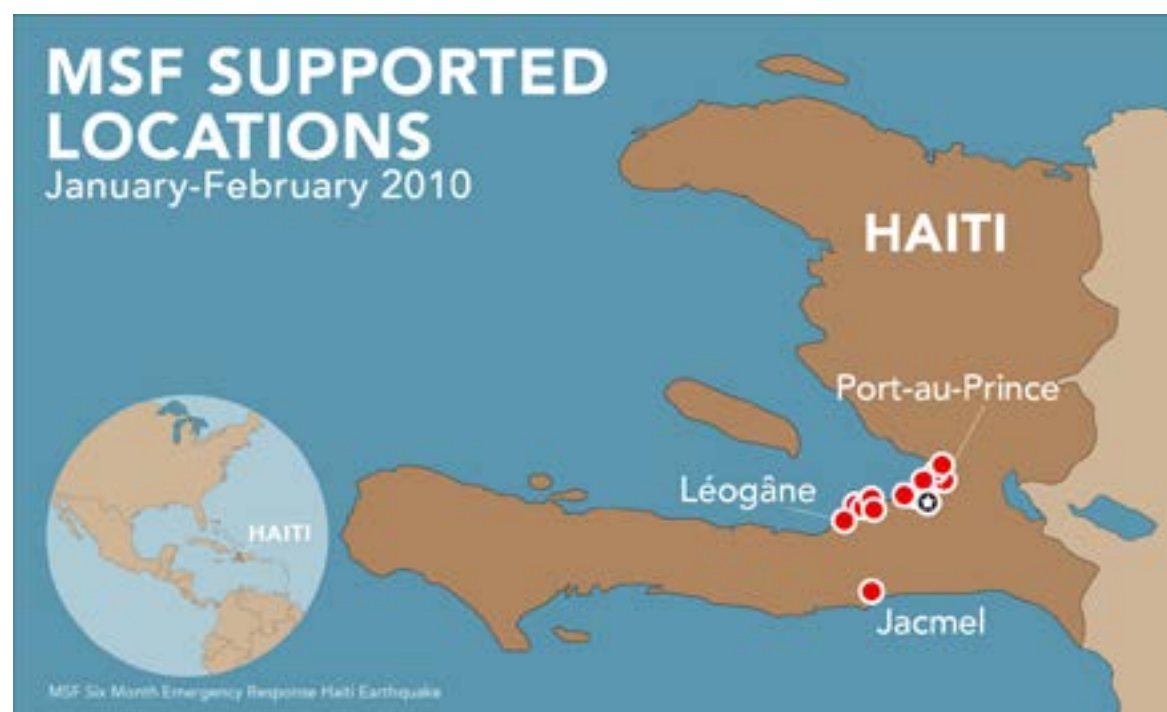 MSF SUPPORTED
LOCATIONS
January-February 2010
HAITI
Port-au-Prince
Léogâne
HAITI
Jacmel
MSF Six Month Emergency Response Haiti Earthquake